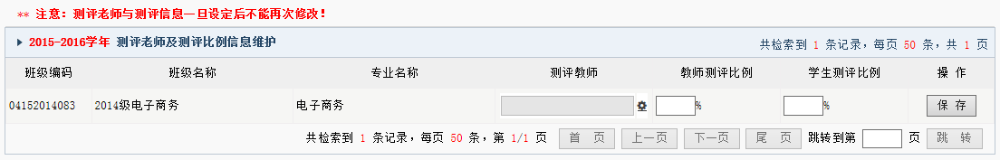 ** 注意：测评老师与测评信息一旦设定后不能再次修改！
2015-2016学年 测评老师及测评比例信息维护 共检索到 1 条记录，每页 50 条，共 1 页
班级编码 班级名称 专业名称 测评教师 教师测评比例 学生测评比例 操 作
04152014083 2014级电子商务 电子商务 % % 保 存
共检索到 1 条记录，每页 50 条，第 1/1 页 首 页 上一页 下一页 尾 页 跳转到第 页 跳 转